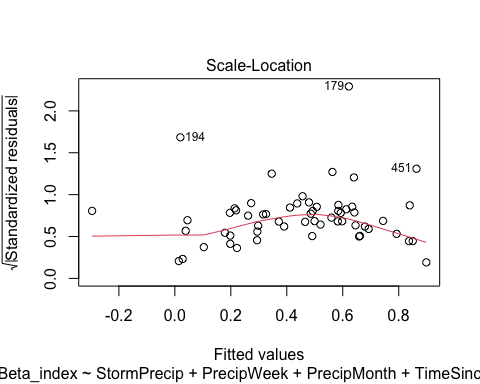 Scale-Location
√|Standardized residuals|
2.0
1.5
1.0
0.5
0.0
179
194
451
-0.2 0.0 0.2 0.4 0.6 0.8
Fitted values
Beta_index ~ StormPrecip + PrecipWeek + PrecipMonth + TimeSinc